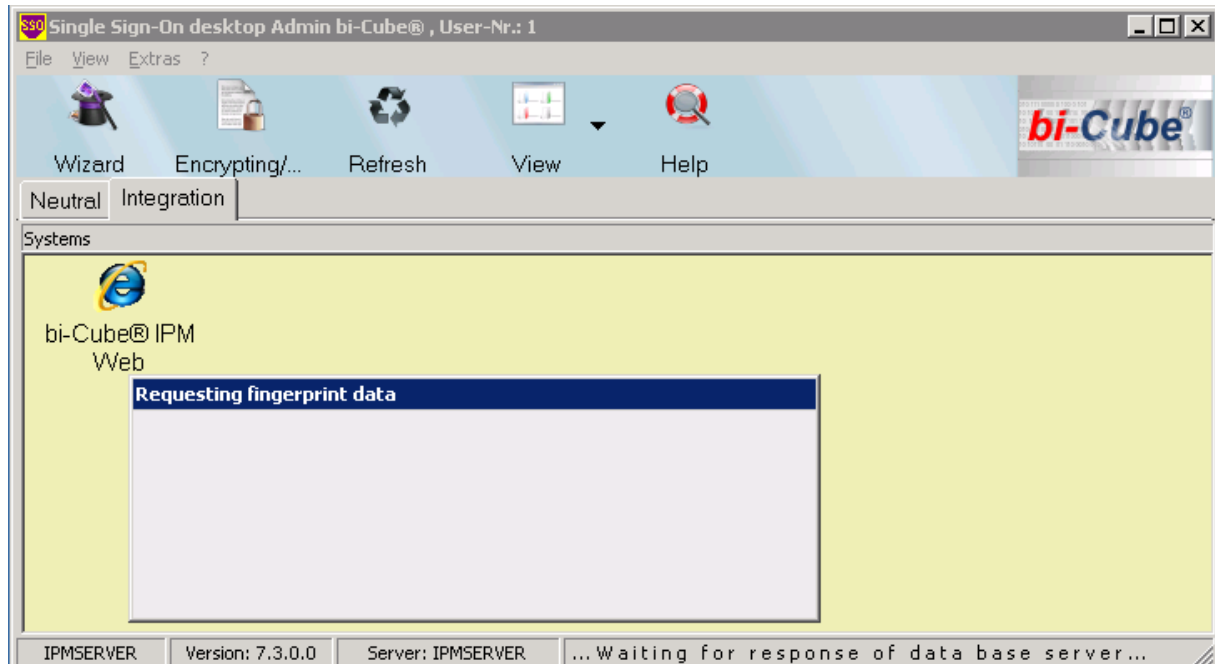 SSO Single Sign-On desktop Admin bi-Cube® , User-Nr.: 1
File View Extras ?
Wizard Encrypting/... Refresh View Help
bi-Cube®
Neutral Integration
Systems
bi-Cube® IPM
Web
Requesting fingerprint data
IPMSERVER Version: 7.3.0.0 Server: IPMSERVER ...Waiting for response of data base server...